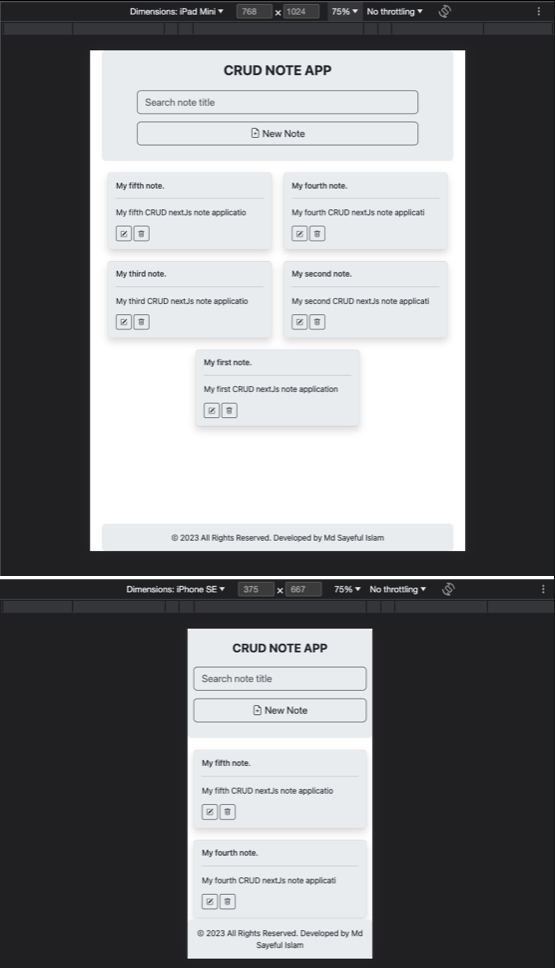 Dimensions: iPad Mini ▾ 768 × 1024 75% ▾ No throttling ▾
CRUD NOTE APP
Search note title
New Note
My fifth note.
My fifth CRUD nextJs note applicatio
My fourth note.
My fourth CRUD nextJs note applicati
My third note.
My third CRUD nextJs note applicatio
My second note.
My second CRUD nextJs note applicati
My first note.
My first CRUD nextJs note application
© 2023 All Rights Reserved. Developed by Md Sayeful Islam
Dimensions: iPhone SE ▾ 375 × 667 75% ▾ No throttling ▾
CRUD NOTE APP
Search note title
New Note
My fifth note.
My fifth CRUD nextJs note applicatio
My fourth note.
My fourth CRUD nextJs note applicati
© 2023 All Rights Reserved. Developed by Md
Sayeful Islam